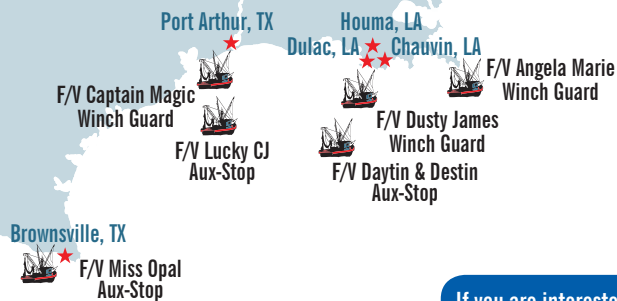 Port Arthur, TX
Houma, LA
Dulac, LA
Chauvin, LA
F/V Angela Marie
Winch Guard
F/V Captain Magic
Winch Guard
F/V Dusty James
Winch Guard
F/V Lucky CJ
Aux-Stop
F/V Daytin & Destin
Aux-Stop
Brownsville, TX
F/V Miss Opal
Aux-Stop
If you are